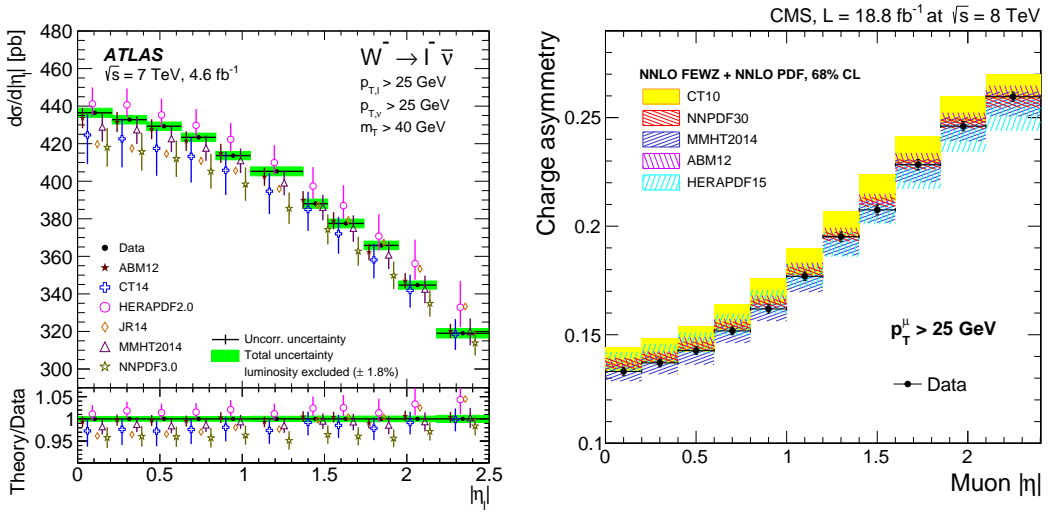 dσ/d|η_l| [pb]
480
460
440
420
400
380
360
340
320
300
ATLAS
√s = 7 TeV, 4.6 fb⁻¹
W⁻ → l⁻ ν̄
p_T,l > 25 GeV
p_T,ν > 25 GeV
m_T > 40 GeV
Data
ABM12
CT14
HERAPDF2.0
JR14
MMHT2014
NNPDF3.0
Uncorr. uncertainty
Total uncertainty
luminosity excluded (± 1.8%)
Theory/Data
1.05
1
0.95
0 0.5 1 1.5 2 2.5
|η_l|
CMS, L = 18.8 fb⁻¹ at √s = 8 TeV
Charge asymmetry
0.25
0.2
0.15
0.1
NNLO FEWZ + NNLO PDF, 68% CL
CT10
NNPDF30
MMHT2014
ABM12
HERAPDF15
p_T^μ > 25 GeV
Data
0 0.5 1 1.5 2
Muon |η|